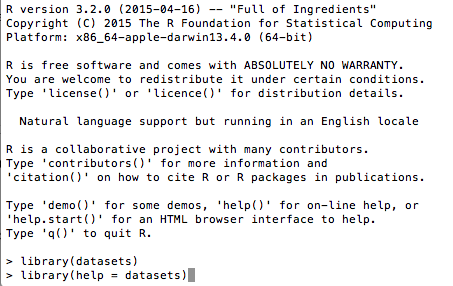 R version 3.2.0 (2015-04-16) -- "Full of Ingredients"
Copyright (C) 2015 The R Foundation for Statistical Computing
Platform: x86_64-apple-darwin13.4.0 (64-bit)
R is free software and comes with ABSOLUTELY NO WARRANTY.
You are welcome to redistribute it under certain conditions.
Type 'license()' or 'licence()' for distribution details.
Natural language support but running in an English locale
R is a collaborative project with many contributors.
Type 'contributors()' for more information and
'citation()' on how to cite R or R packages in publications.
Type 'demo()' for some demos, 'help()' for on-line help, or
'help.start()' for an HTML browser interface to help.
Type 'q()' to quit R.
> library(datasets)
> library(help = datasets)